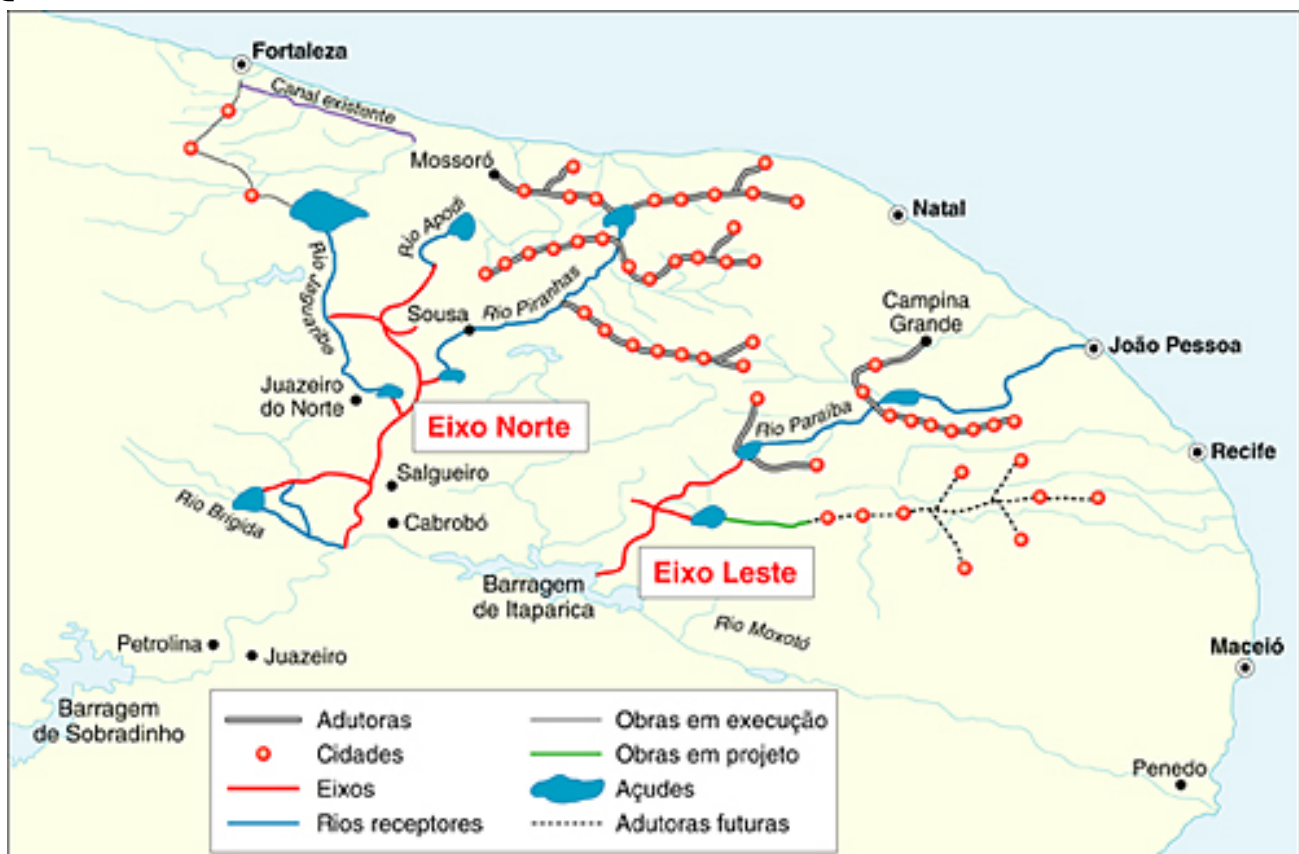 Fortaleza
Canal existente
Mossoró
Natal
Rio Apodi
Rio Jaguaribe
Rio Piranhas
Sousa
Campina
Grande
João Pessoa
Juazeiro
do Norte
Eixo Norte
Rio Paraíba
Recife
Salgueiro
Rio Brígida
Cabrobó
Eixo Leste
Barragem
de Itaparica
Rio Moxotó
Petrolina
Juazeiro
Maceió
Barragem
de Sobradinho
Penedo
Adutoras
Cidades
Eixos
Rios receptores
Obras em execução
Obras em projeto
Açudes
Adutoras futuras